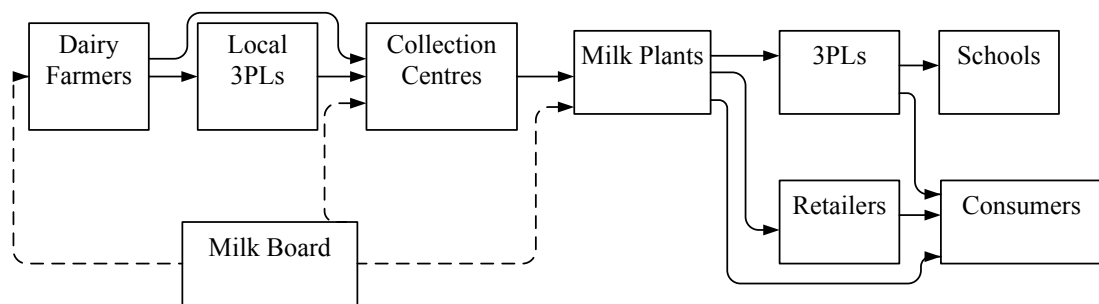 Dairy
Farmers
Local
3PLs
Collection
Centres
Milk Plants
3PLs
Schools
Retailers
Consumers
Milk Board